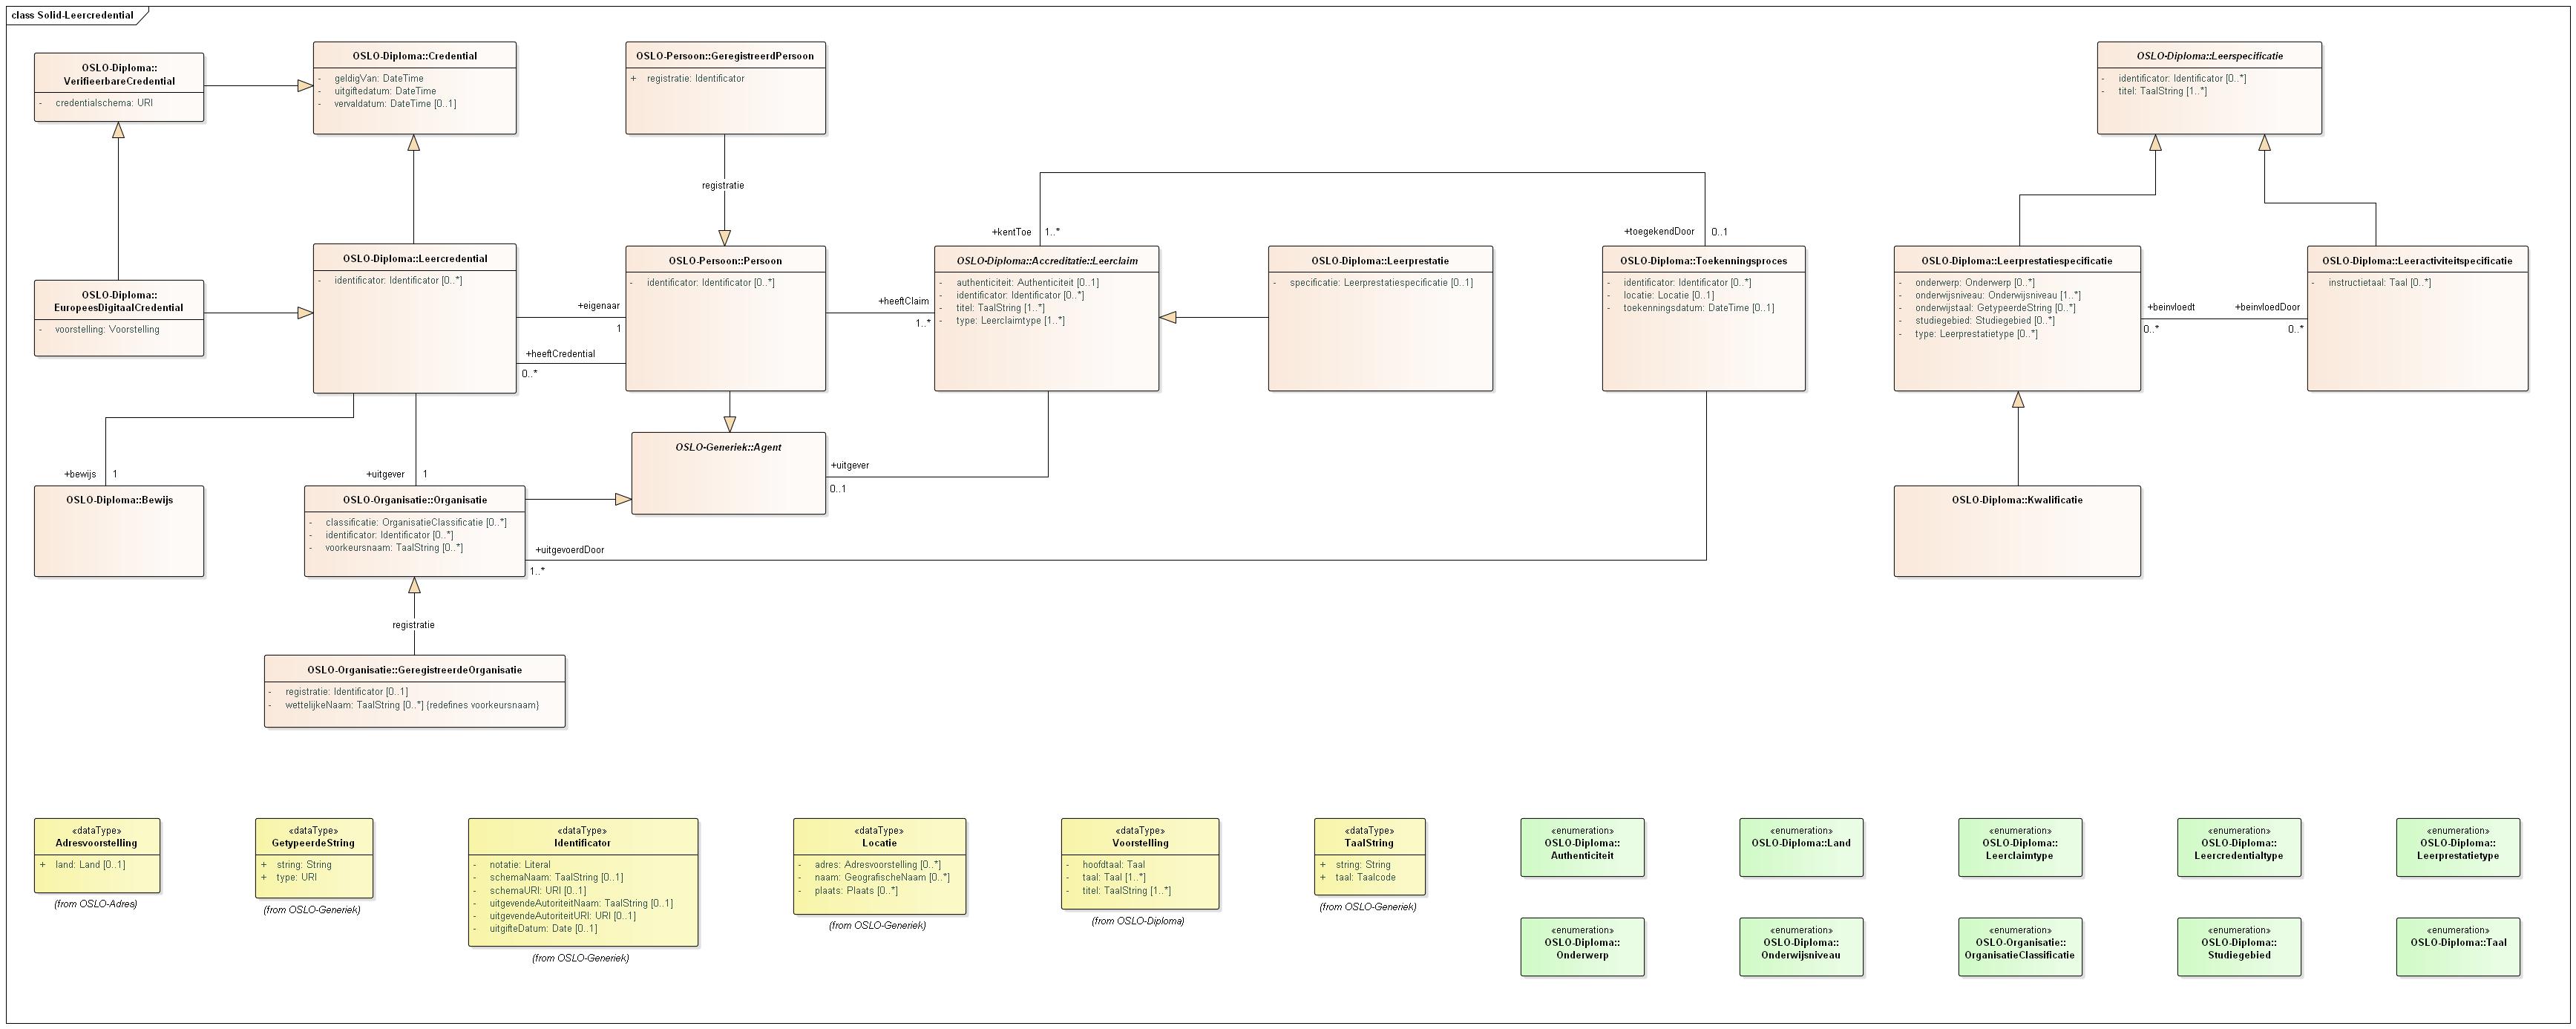 class Solid-Leercredential
OSLO-Diploma::
VerifieerbareCredential
- credentialschema: URI
OSLO-Diploma::Credential
- geldigVan: DateTime
- uitgiftedatum: DateTime
- vervaldatum: DateTime [0..1]
OSLO-Persoon::GeregistreerdPersoon
+ registratie: Identificator
OSLO-Diploma::Leerspecificatie
- identificator: Identificator [0..*]
- titel: TaalString [1..*]
registratie
+kentToe
1..*
+toegekendDoor
0..1
OSLO-Diploma::
EuropeesDigitaalCredential
- voorstelling: Voorstelling
OSLO-Diploma::Leercredential
- identificator: Identificator [0..*]
+eigenaar
1
+heeftCredential
0..*
OSLO-Persoon::Persoon
- identificator: Identificator [0..*]
+heeftClaim
1..*
OSLO-Diploma::Accreditatie::Leerclaim
- authenticiteit: Authenticiteit [0..1]
- identificator: Identificator [0..*]
- titel: TaalString [1..*]
- type: Leerclaimtype [1..*]
OSLO-Diploma::Leerprestatie
- specificatie: Leerprestatiespecificatie [0..1]
OSLO-Diploma::Toekenningsproces
- identificator: Identificator [0..*]
- locatie: Locatie [0..1]
- toekenningsdatum: DateTime [0..1]
OSLO-Diploma::Leerprestatiespecificatie
- onderwerp: Onderwerp [0..*]
- onderwijsniveau: Onderwijsniveau [1..*]
- onderwijstaal: GetypeerdeString [0..*]
- studiegebied: Studiegebied [0..*]
- type: Leerprestatietype [0..*]
+beinvloedt
0..*
+beinvloedDoor
0..*
OSLO-Diploma::Leeractiviteitspecificatie
- instructietaal: Taal [0..*]
+bewijs
1
+uitgever
1
OSLO-Generiek::Agent
+uitgever
0..1
OSLO-Diploma::Bewijs
OSLO-Organisatie::Organisatie
- classificatie: OrganisatieClassificatie [0..*]
- identificator: Identificator [0..*]
- voorkeursnaam: TaalString [0..*]
+uitgevoerdDoor
1..*
OSLO-Diploma::Kwalificatie
registratie
OSLO-Organisatie::GeregistreerdeOrganisatie
- registratie: Identificator [0..1]
- wettelijkeNaam: TaalString [0..*] {redefines voorkeursnaam}
«dataType»
Adresvoorstelling
+ land: Land [0..1]
(from OSLO-Adres)
«dataType»
GetypeerdeString
+ string: String
+ type: URI
(from OSLO-Generiek)
«dataType»
Identificator
- notatie: Literal
- schemaNaam: TaalString [0..1]
- schemaURI: URI [0..1]
- uitgevendeAutoriteitNaam: TaalString [0..1]
- uitgevendeAutoriteitURI: URI [0..1]
- uitgifteDatum: Date [0..1]
(from OSLO-Generiek)
«dataType»
Locatie
- adres: Adresvoorstelling [0..*]
- naam: GeografischeNaam [0..*]
- plaats: Plaats [0..*]
(from OSLO-Generiek)
«dataType»
Voorstelling
- hoofdtaal: Taal
- taal: Taal [1..*]
- titel: TaalString [1..*]
(from OSLO-Diploma)
«dataType»
TaalString
+ string: String
+ taal: Taalcode
(from OSLO-Generiek)
«enumeration»
OSLO-Diploma::
Authenticiteit
«enumeration»
OSLO-Diploma::Land
«enumeration»
OSLO-Diploma::
Leerclaimtype
«enumeration»
OSLO-Diploma::
Leercredentialtype
«enumeration»
OSLO-Diploma::
Leerprestatietype
«enumeration»
OSLO-Diploma::
Onderwerp
«enumeration»
OSLO-Diploma::
Onderwijsniveau
«enumeration»
OSLO-Organisatie::
OrganisatieClassificatie
«enumeration»
OSLO-Diploma::
Studiegebied
«enumeration»
OSLO-Diploma::Taal